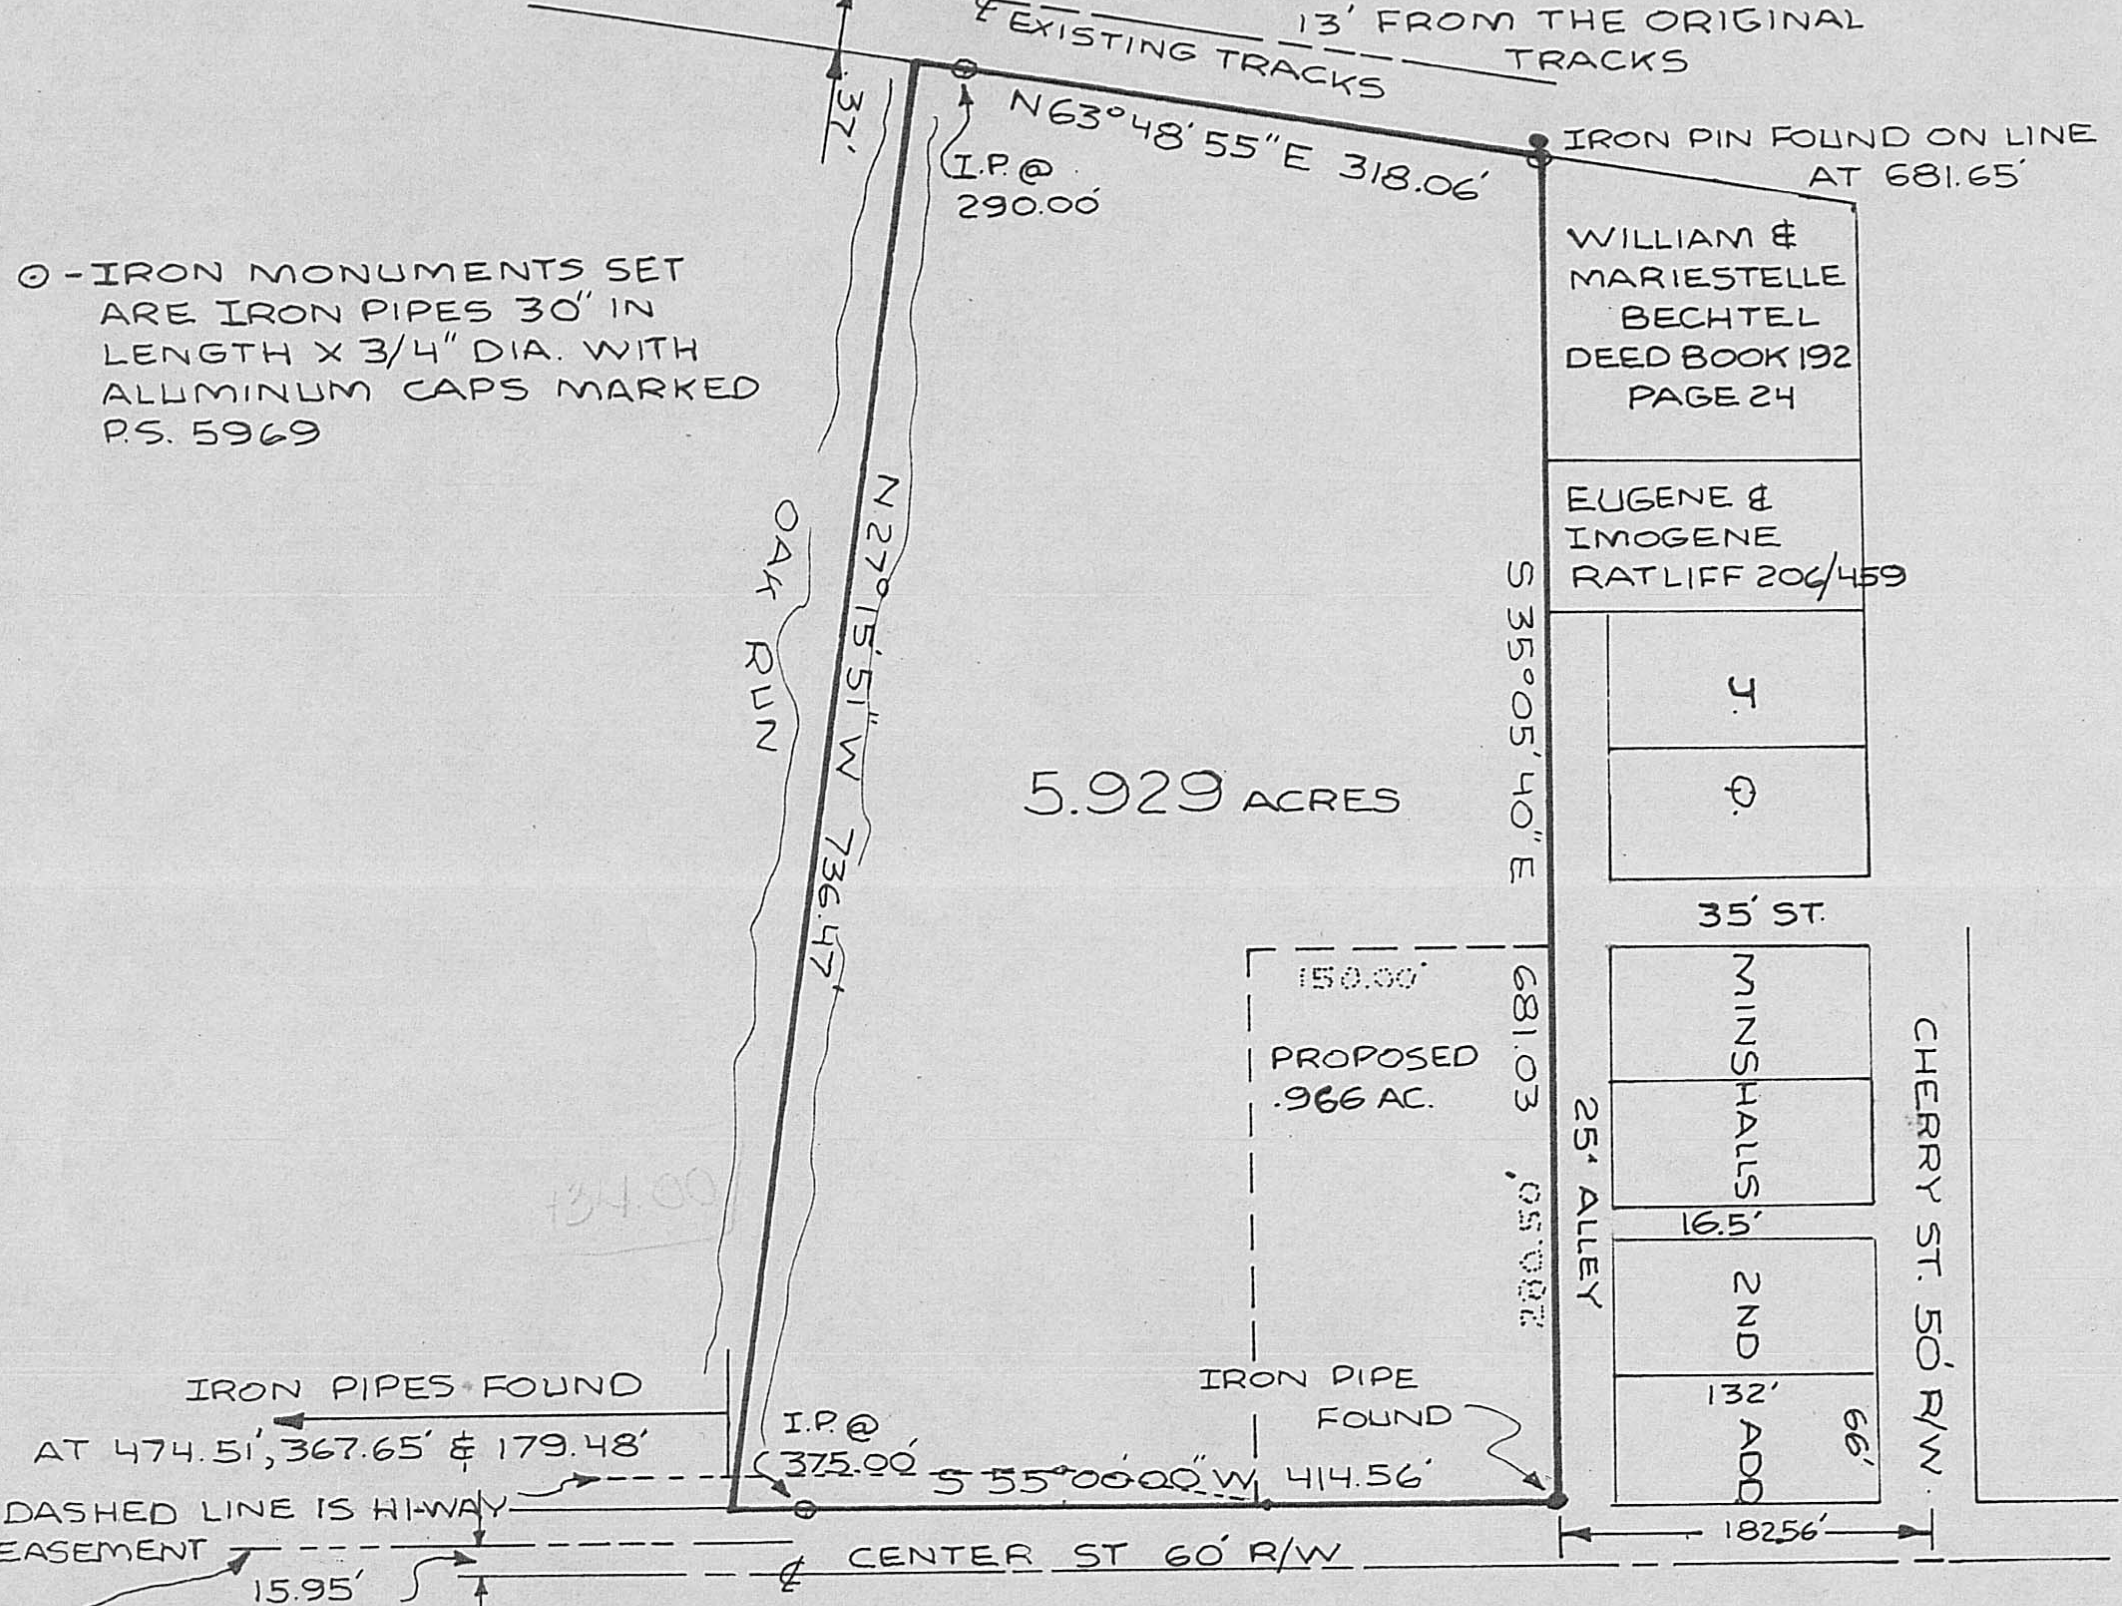 13' FROM THE ORIGINAL
TRACKS
℄ EXISTING TRACKS
37'
N63°48'55"E 318.06'
I.P. @
290.00'
IRON PIN FOUND ON LINE
AT 681.65'
WILLIAM &
MARIESTELLE
BECHTEL
DEED BOOK 192
PAGE 24
⊙ - IRON MONUMENTS SET
ARE IRON PIPES 30" IN
LENGTH X 3/4" DIA. WITH
ALUMINUM CAPS MARKED
P.S. 5969
EUGENE &
IMOGENE
RATLIFF 206/459
OAK RUN
N 27°15'51" W 736.47'
S 35°05'40" E 681.03
5.929 ACRES
J.
Q.
35' ST.
150.00'
PROPOSED
.966 AC.
280.50'
25' ALLEY
MINSHALLS
16.5'
2ND
132'
66'
ADD
CHERRY ST. 50' R/W
IRON PIPES FOUND
AT 474.51', 367.65' & 179.48'
I.P. @
375.00'
IRON PIPE
FOUND
S 55°00'00" W 414.56'
DASHED LINE IS HI-WAY
EASEMENT
15.95'
℄ CENTER ST 60' R/W
182.56'